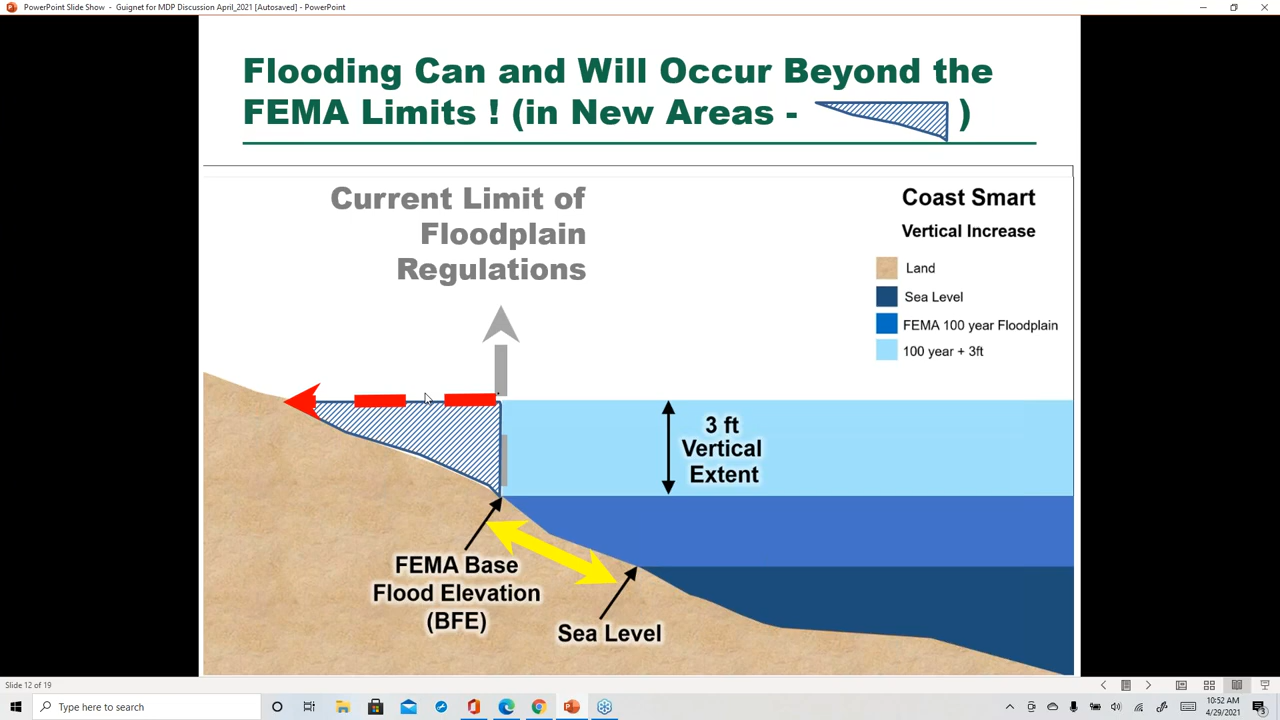 PowerPoint Slide Show - Guignet for MDP Discussion April_2021 [Autosaved] - PowerPoint
Flooding Can and Will Occur Beyond the
FEMA Limits ! (in New Areas - )
Current Limit of
Floodplain
Regulations
Coast Smart
Vertical Increase
Land
Sea Level
FEMA 100 year Floodplain
100 year + 3ft
3 ft
Vertical
Extent
FEMA Base
Flood Elevation
(BFE)
Sea Level
Slide 12 of 19
Type here to search
10:52 AM
4/29/2021
3